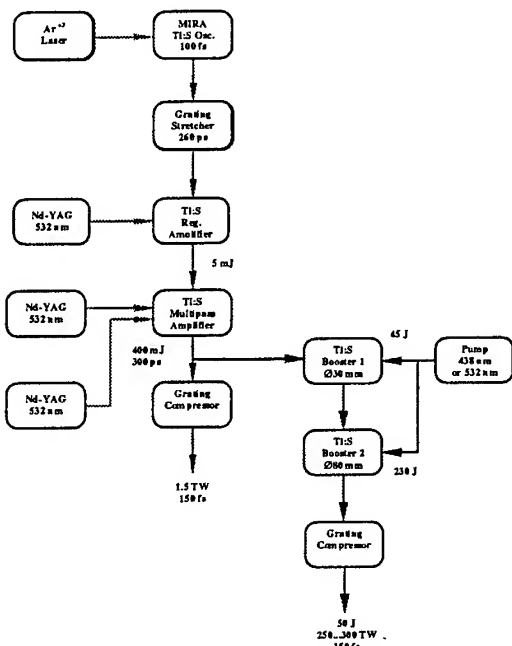 Ar⁺²
Laser
MIRA
TI:S Osc.
100 fs
Grating
Stretcher
260 ps
Nd-YAG
532 nm
TI:S
Reg.
Amolifier
5 mJ
Nd-YAG
532 nm
TI:S
Multipass
Amplifier
Nd-YAG
532 nm
400 mJ
300 ps
Grating
Compressor
1.5 TW
150 fs
TI:S
Booster 1
Ø30 mm
45 J
Pump
438 nm
or 532 nm
TI:S
Booster 2
Ø80 mm
230 J
Grating
Compressor
50 J
250...300 TW
150 fs